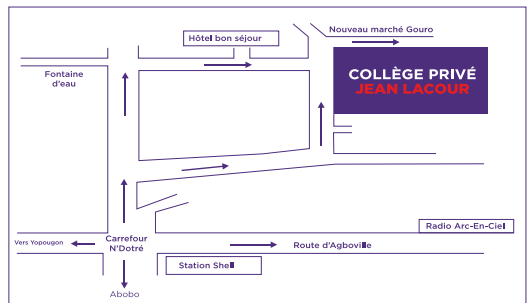 Nouveau marché Gouro
Hôtel bon séjour
COLLÈGE PRIVÉ
JEAN LACOUR
Fontaine
d'eau
Radio Arc-En-Ciel
Vers Yopougon
Carrefour
N'Dotré
Route d'Agboville
Station Shell
Abobo